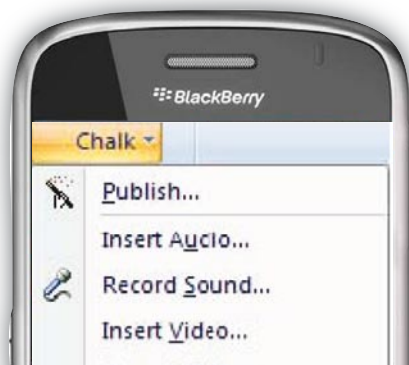 BlackBerry
Chalk
Publish...
Insert Audio...
Record Sound...
Insert Video...